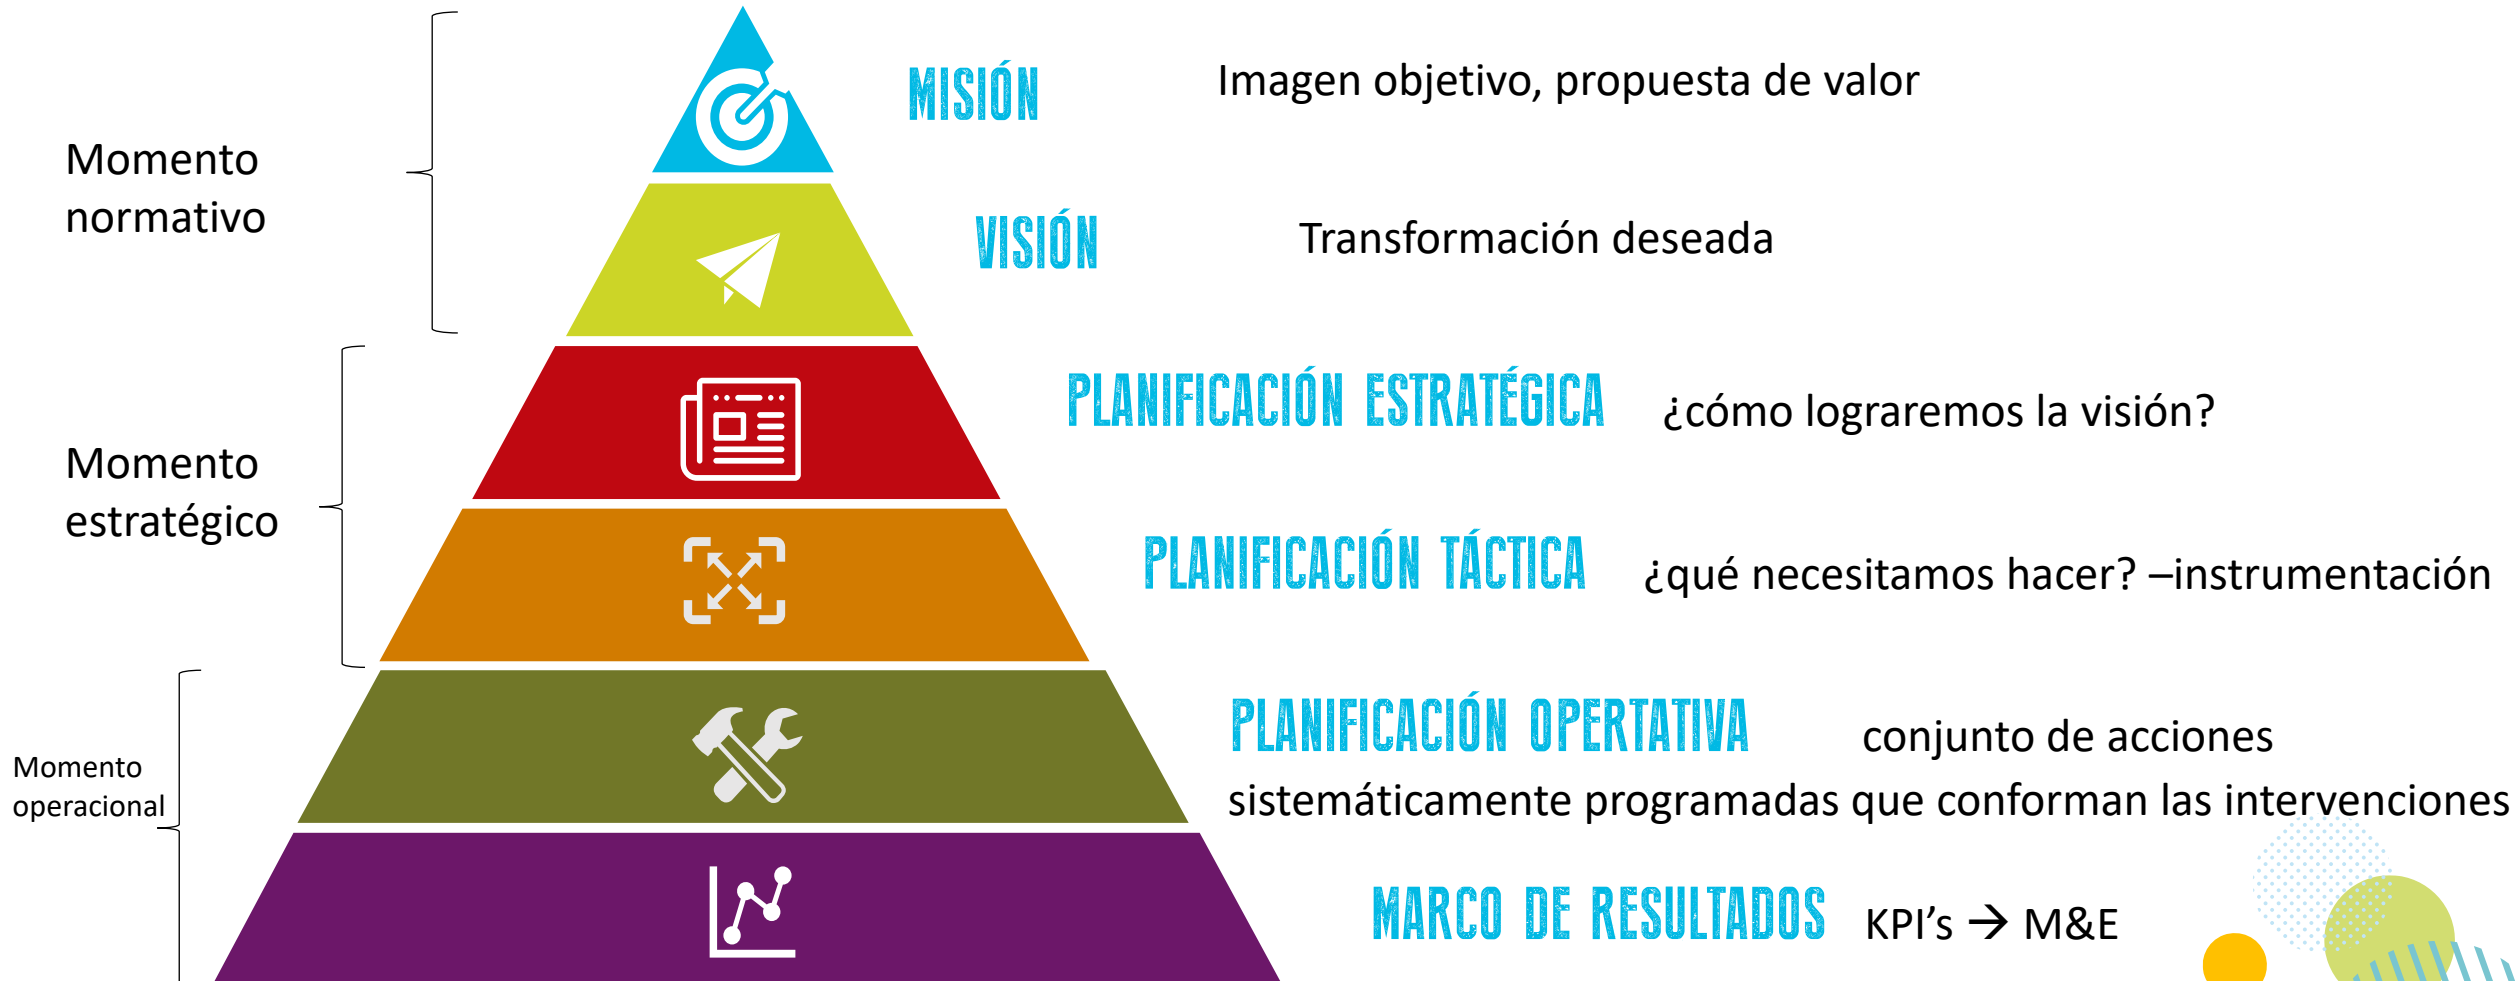 Momento
normativo
MISIÓN
Imagen objetivo, propuesta de valor
VISIÓN
Transformación deseada
Momento
estratégico
PLANIFICACIÓN ESTRATÉGICA
¿cómo lograremos la visión?
PLANIFICACIÓN TÁCTICA
¿qué necesitamos hacer? –instrumentación
Momento
operacional
PLANIFICACIÓN OPERTATIVA
conjunto de acciones
sistemáticamente programadas que conforman las intervenciones
MARCO DE RESULTADOS
KPI’s → M&E